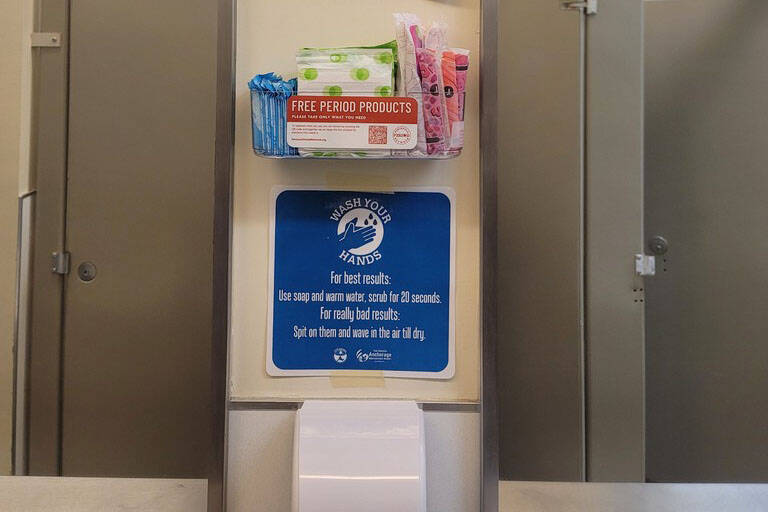 FREE PERIOD PRODUCTS
PLEASE TAKE ONLY WHAT YOU NEED
WASH YOUR
HANDS
For best results:
Use soap and warm water, scrub for 20 seconds.
For really bad results:
Spit on them and wave in the air till dry.
Anchorage